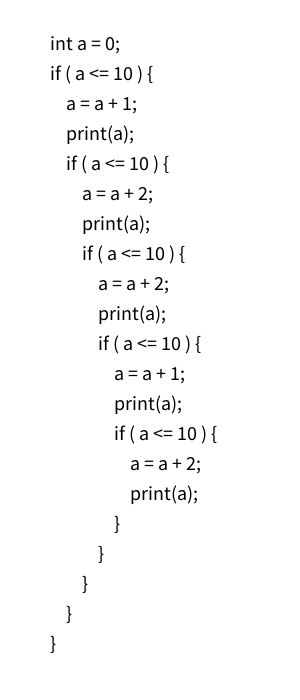 int a = 0;
if ( a <= 10 ) {
a = a + 1;
print(a);
if ( a <= 10 ) {
a = a + 2;
print(a);
if ( a <= 10 ) {
a = a + 2;
print(a);
if ( a <= 10 ) {
a = a + 1;
print(a);
if ( a <= 10 ) {
a = a + 2;
print(a);
}
}
}
}
}